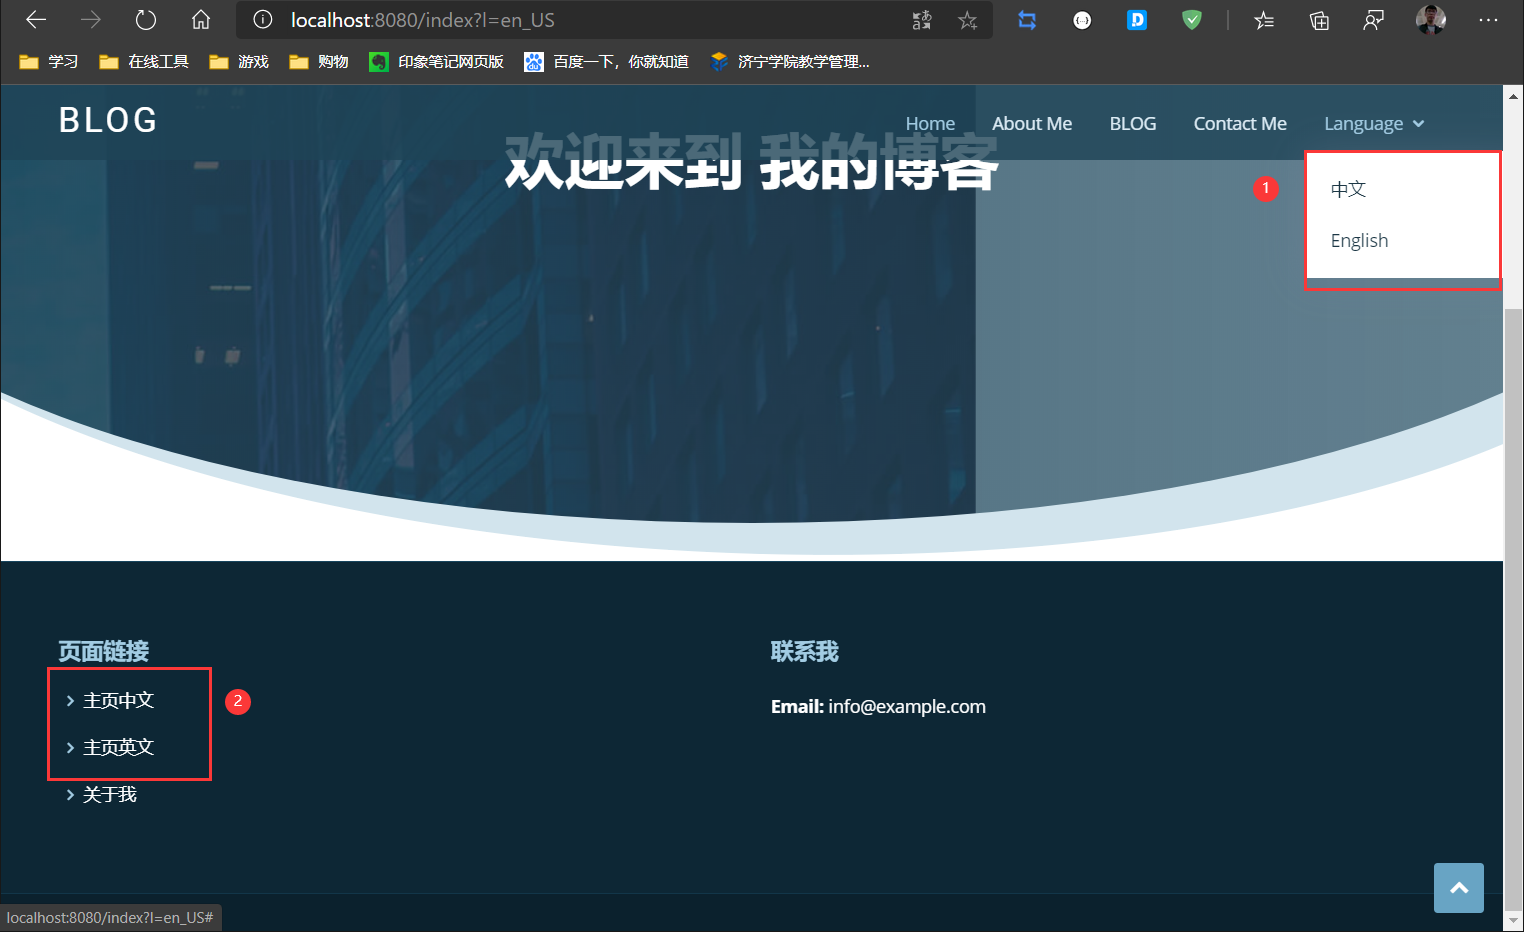 localhost:8080/index?l=en_US
学习 在线工具 游戏 购物 印象笔记网页版 百度一下，你就知道 济宁学院教学管理...
BLOG
Home About Me BLOG Contact Me Language
欢迎来到 我的博客
1
中文
English
页面链接
联系我
主页中文
2
Email: info@example.com
主页英文
关于我
localhost:8080/index?l=en_US#